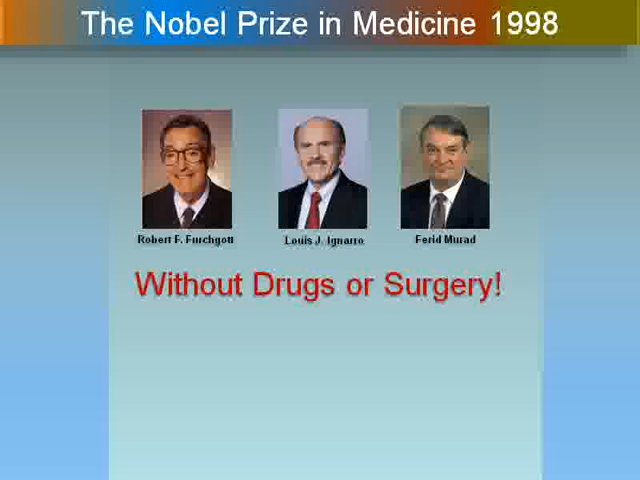 The Nobel Prize in Medicine 1998
Robert F. Furchgott
Louis J. Ignarro
Ferid Murad
Without Drugs or Surgery!